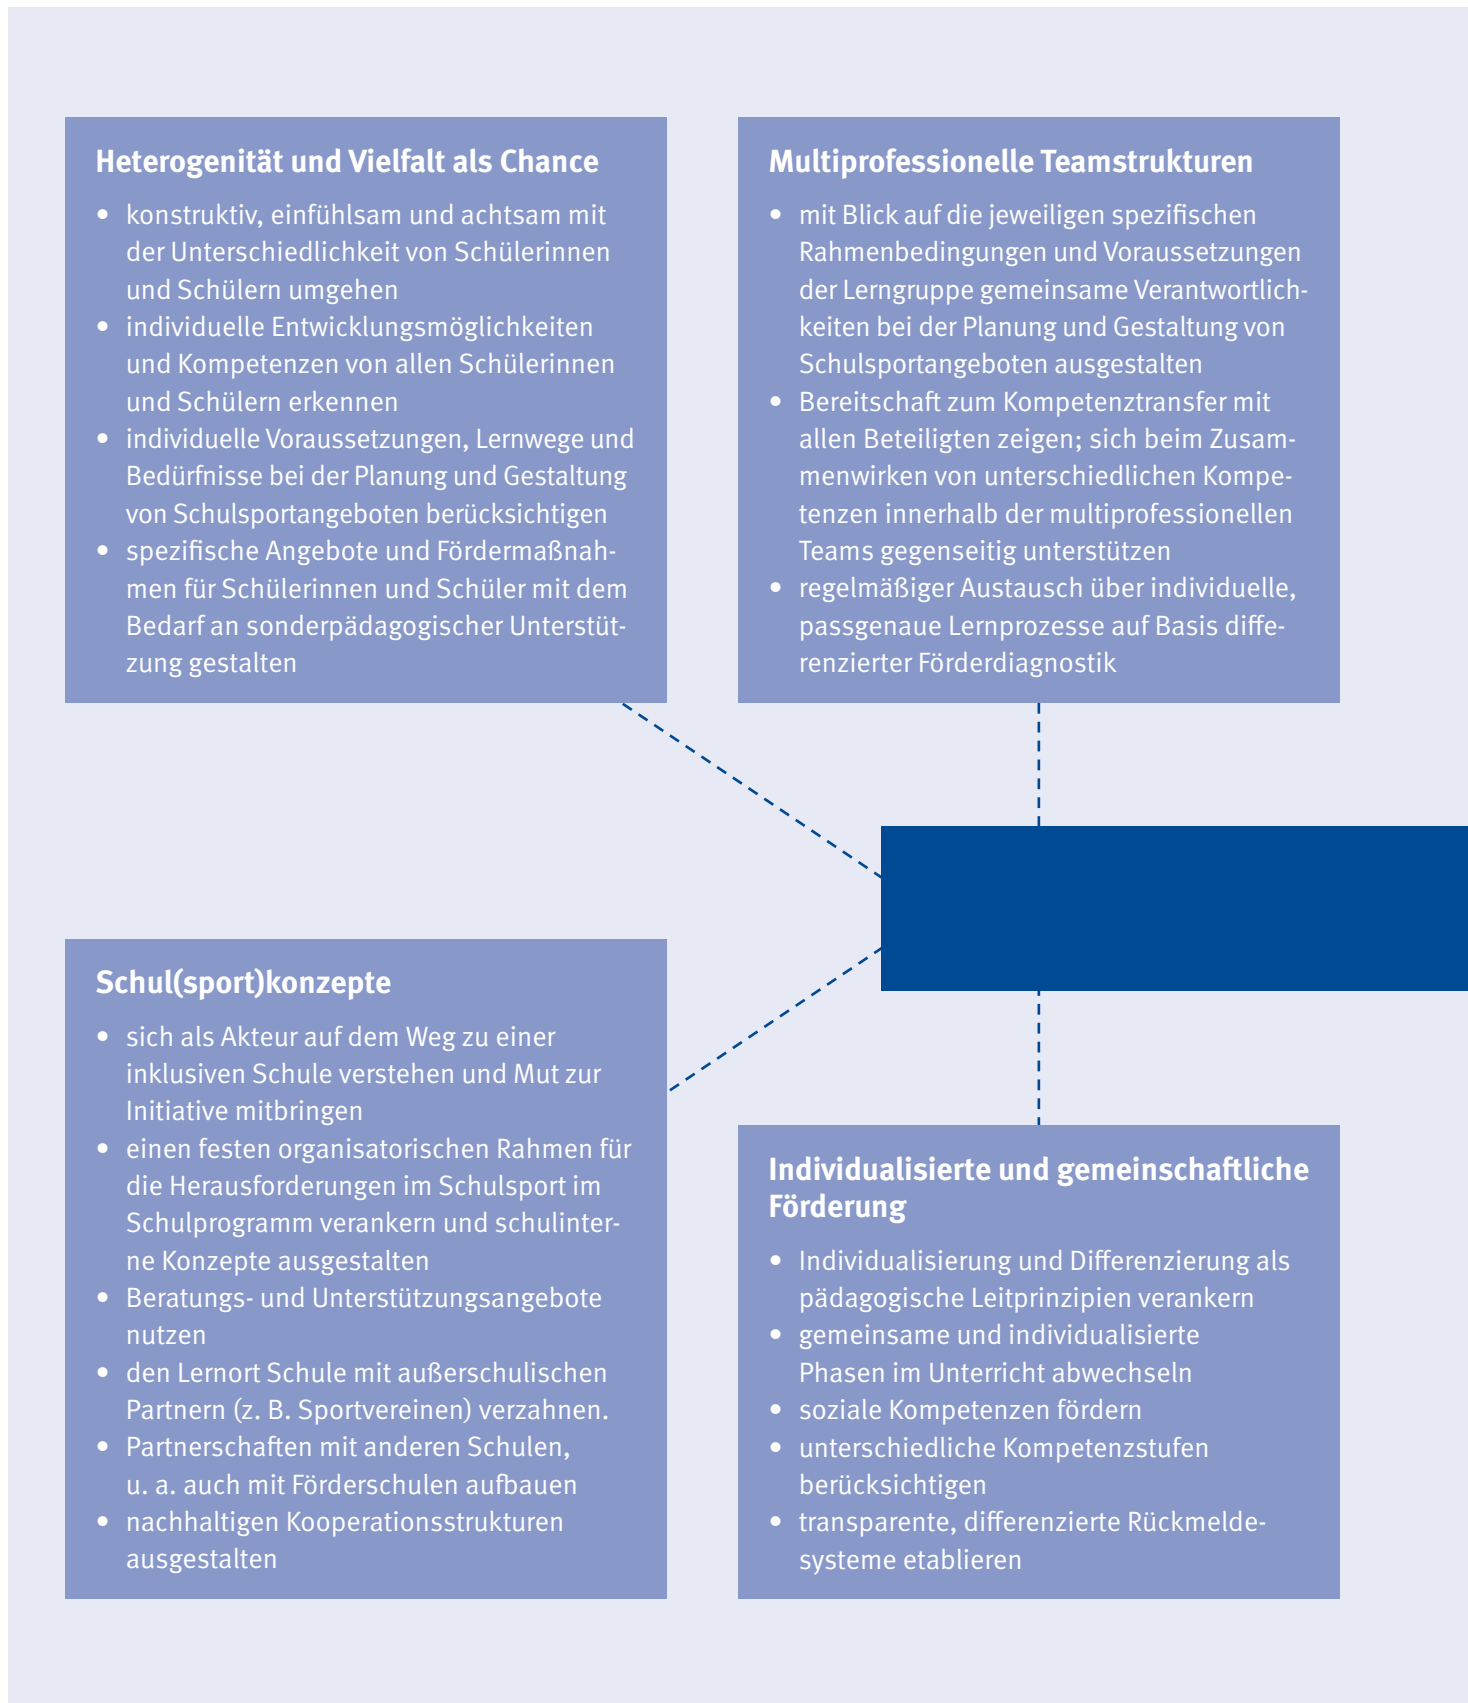 Heterogenität und Vielfalt als Chance
• konstruktiv, einfühlsam und achtsam mit
der Unterschiedlichkeit von Schülerinnen
und Schülern umgehen
• individuelle Entwicklungsmöglichkeiten
und Kompetenzen von allen Schülerinnen
und Schülern erkennen
• individuelle Voraussetzungen, Lernwege und
Bedürfnisse bei der Planung und Gestaltung
von Schulsportangeboten berücksichtigen
• spezifische Angebote und Fördermaßnah-
men für Schülerinnen und Schüler mit dem
Bedarf an sonderpädagogischer Unterstüt-
zung gestalten
Multiprofessionelle Teamstrukturen
• mit Blick auf die jeweiligen spezifischen
Rahmenbedingungen und Voraussetzungen
der Lerngruppe gemeinsame Verantwortlich-
keiten bei der Planung und Gestaltung von
Schulsportangeboten ausgestalten
• Bereitschaft zum Kompetenztransfer mit
allen Beteiligten zeigen; sich beim Zusam-
menwirken von unterschiedlichen Kompe-
tenzen innerhalb der multiprofessionellen
Teams gegenseitig unterstützen
• regelmäßiger Austausch über individuelle,
passgenaue Lernprozesse auf Basis diffe-
renzierter Förderdiagnostik
Schul(sport)konzepte
• sich als Akteur auf dem Weg zu einer
inklusiven Schule verstehen und Mut zur
Initiative mitbringen
• einen festen organisatorischen Rahmen für
die Herausforderungen im Schulsport im
Schulprogramm verankern und schulinter-
ne Konzepte ausgestalten
• Beratungs- und Unterstützungsangebote
nutzen
• den Lernort Schule mit außerschulischen
Partnern (z. B. Sportvereinen) verzahnen.
• Partnerschaften mit anderen Schulen,
u. a. auch mit Förderschulen aufbauen
• nachhaltigen Kooperationsstrukturen
ausgestalten
Individualisierte und gemeinschaftliche
Förderung
• Individualisierung und Differenzierung als
pädagogische Leitprinzipien verankern
• gemeinsame und individualisierte
Phasen im Unterricht abwechseln
• soziale Kompetenzen fördern
• unterschiedliche Kompetenzstufen
berücksichtigen
• transparente, differenzierte Rückmelde-
systeme etablieren